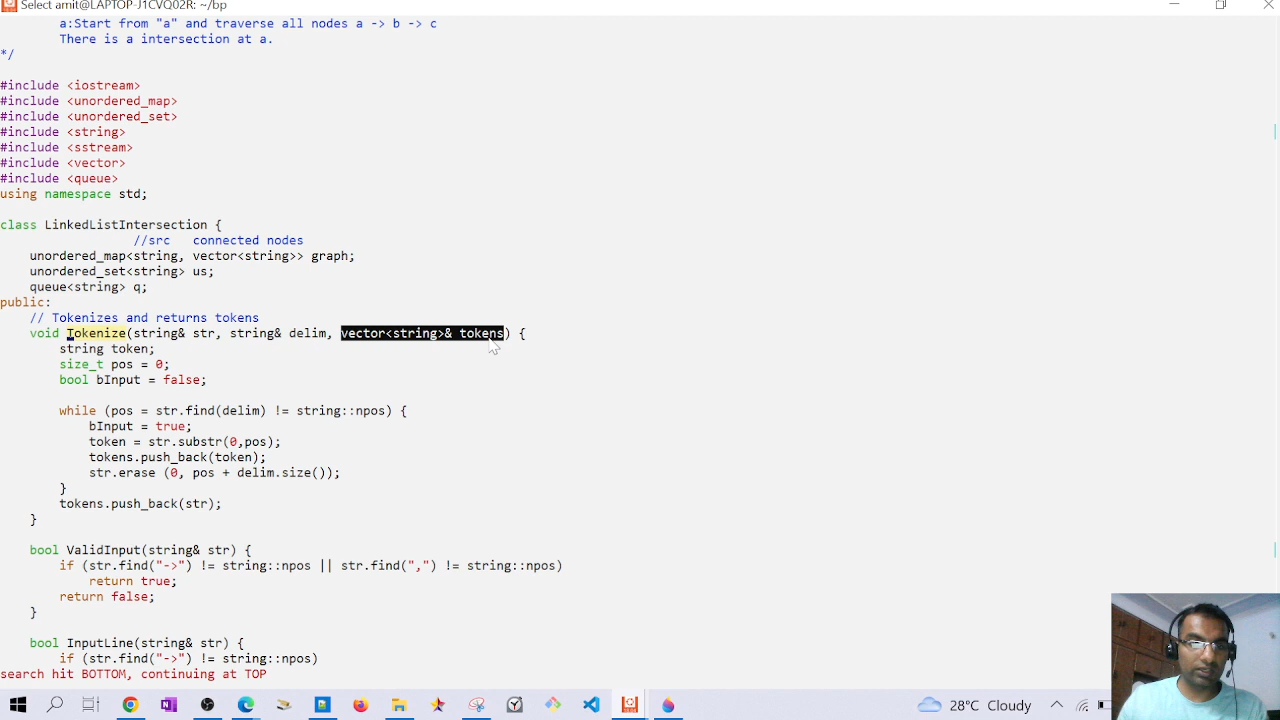 Select amit@LAPTOP-J1CVQ02R: ~/bp
a:Start from "a" and traverse all nodes a -> b -> c
There is a intersection at a.
*/
#include <iostream>
#include <unordered_map>
#include <unordered_set>
#include <string>
#include <sstream>
#include <vector>
#include <queue>
using namespace std;
class LinkedListIntersection {
//src   connected nodes
unordered_map<string, vector<string>> graph;
unordered_set<string> us;
queue<string> q;
public:
// Tokenizes and returns tokens
void Tokenize(string& str, string& delim, vector<string>& tokens) {
string token;
size_t pos = 0;
bool bInput = false;
while (pos = str.find(delim) != string::npos) {
bInput = true;
token = str.substr(0,pos);
tokens.push_back(token);
str.erase (0, pos + delim.size());
}
tokens.push_back(str);
}
bool ValidInput(string& str) {
if (str.find("->") != string::npos || str.find(",") != string::npos)
return true;
return false;
}
bool InputLine(string& str) {
if (str.find("->") != string::npos)
search hit BOTTOM, continuing at TOP
28°C Cloudy